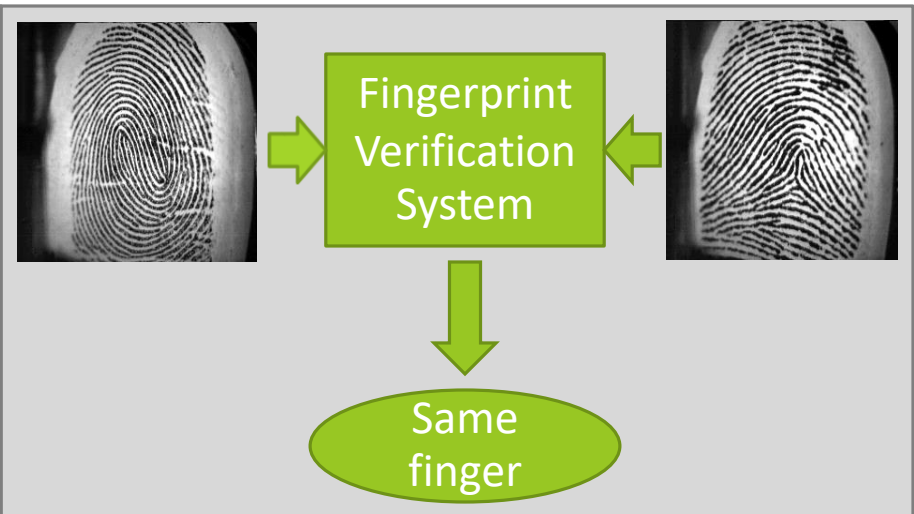 Fingerprint
Verification
System
Same
finger